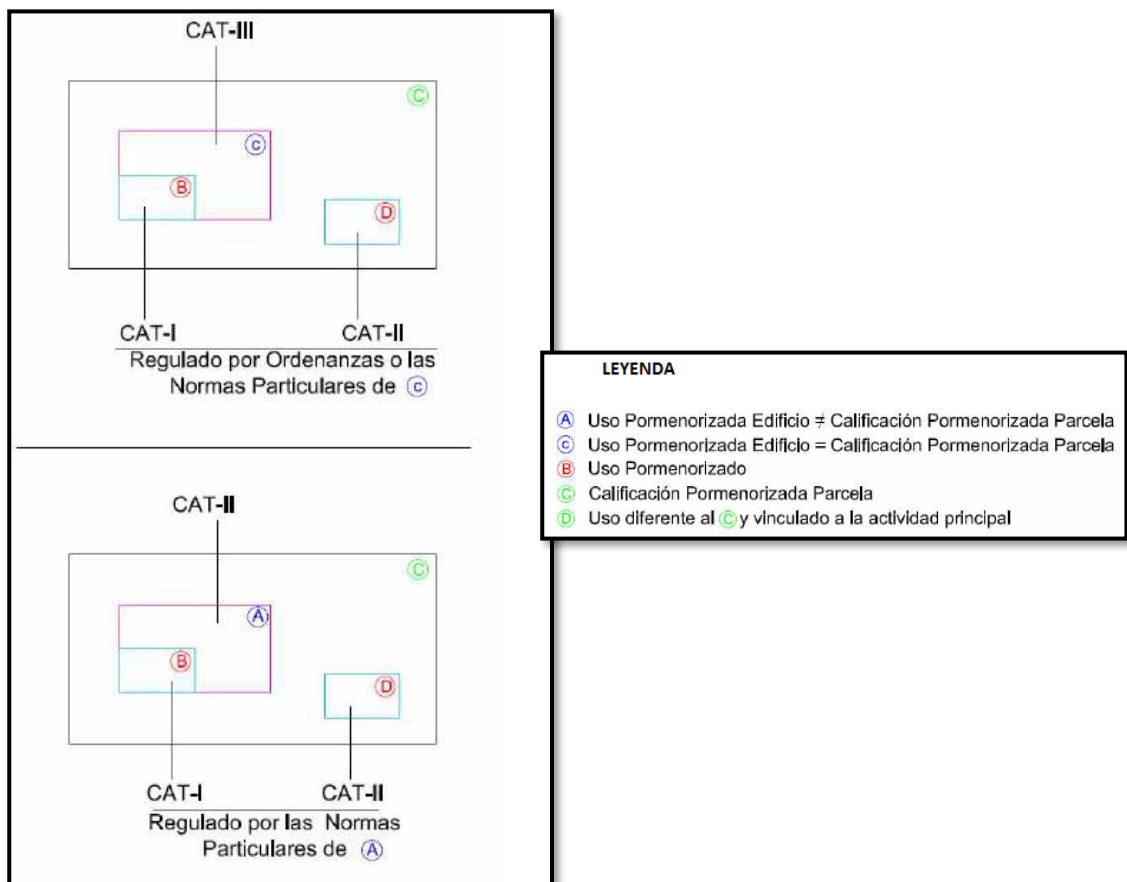 CAT-III
C
c
B
D
CAT-I CAT-II
Regulado por Ordenanzas o las
Normas Particulares de c
CAT-II
C
A
B
D
CAT-I CAT-II
Regulado por las Normas
Particulares de A
LEYENDA
A Uso Pormenorizada Edificio ≠ Calificación Pormenorizada Parcela
c Uso Pormenorizada Edificio = Calificación Pormenorizada Parcela
B Uso Pormenorizado
C Calificación Pormenorizada Parcela
D Uso diferente al C y vinculado a la actividad principal